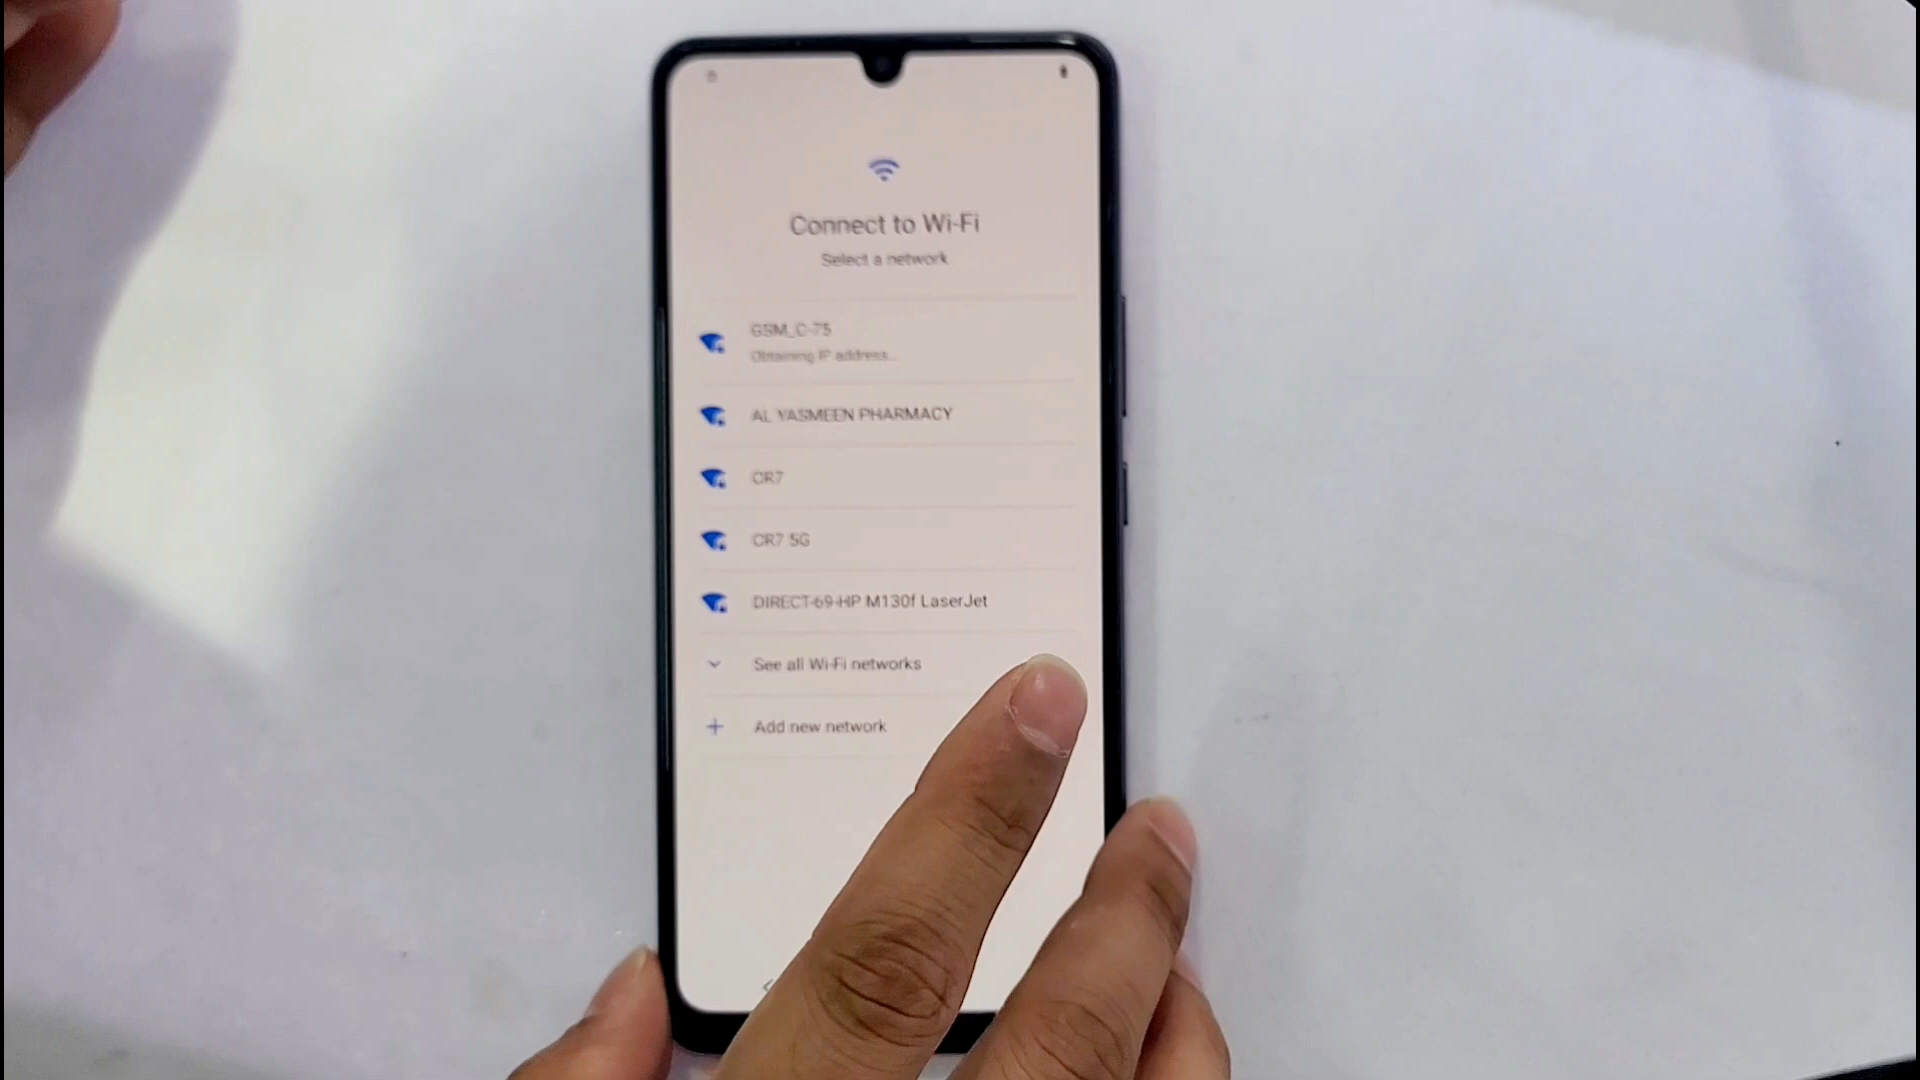 Connect to Wi-Fi
Select a network
GSM_C-75
Obtaining IP address...
AL YASMEEN PHARMACY
CR7
CR7 5G
DIRECT-69-HP M130f LaserJet
See all Wi-Fi networks
Add new network